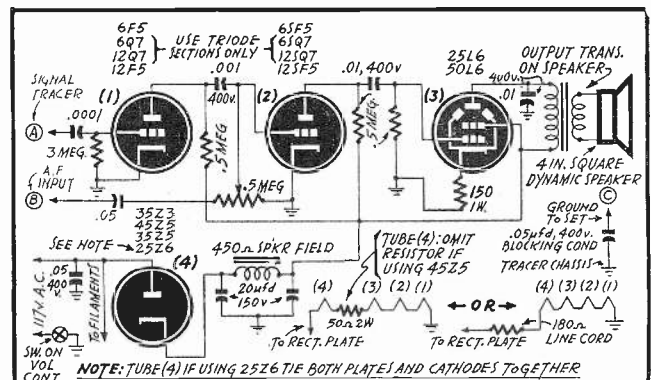 6F5
6Q7
12Q7
12F5
USE TRIODE
SECTIONS ONLY
6SF5
6SQ7
12SQ7
12SF5
25L6
50L6
OUTPUT TRANS.
ON SPEAKER
SIGNAL
TRACER
(1)
.001
400v.
(2)
.01, 400v.
(3)
400v.
.01
A
.0001
3 MEG.
.5 MEG.
.5 MEG.
4 IN. SQUARE
DYNAMIC SPEAKER
A.F.
INPUT
B
.05
.5 MEG
150
1W.
C
GROUND
TO SET
.05µfd, 400v.
BLOCKING COND
TRACER CHASSIS
35Z3
45Z5
35Z5
25Z6
SEE NOTE
(4)
450Ω SPKR FIELD
TUBE (4): OMIT
RESISTOR IF
USING 45Z5
117V. A.C.
.05
400
V.
TO FILAMENTS
20µfd
150v.
(4) (3) (2) (1)
50Ω 2W
TO RECT. PLATE
OR
(4) (3) (2) (1)
180Ω
LINE CORD
TO RECT. PLATE
SW. ON
VOL
CONT.
NOTE: TUBE (4) IF USING 25Z6 TIE BOTH PLATES AND CATHODES TOGETHER